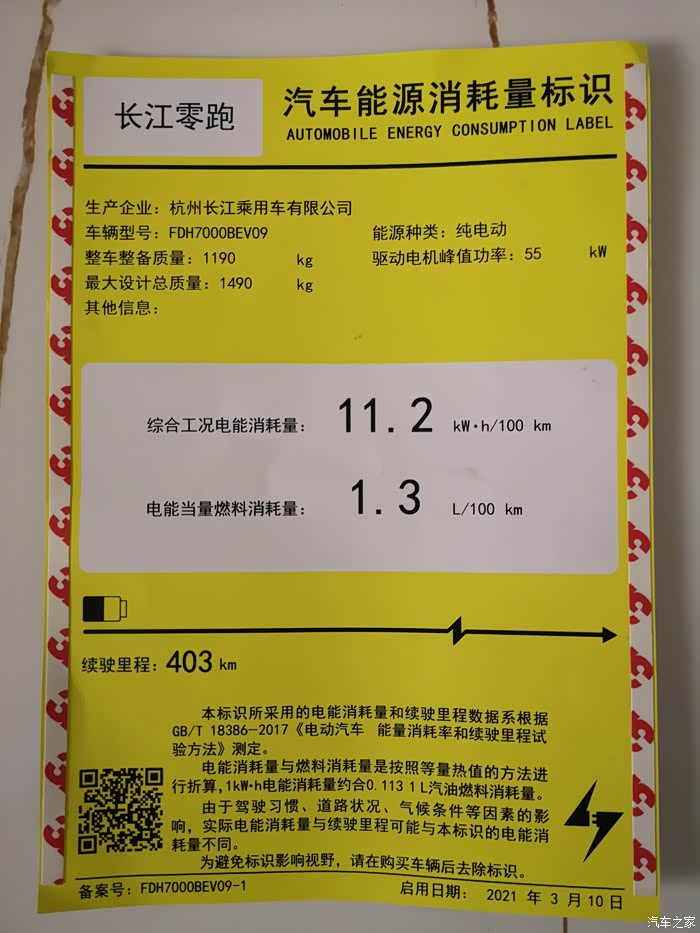 长江零跑
汽车能源消耗量标识
AUTOMOBILE ENERGY CONSUMPTION LABEL
生产企业：杭州长江乘用车有限公司
车辆型号：FDH7000BEV09 能源种类：纯电动
整车整备质量：1190 kg 驱动电机峰值功率：55 kW
最大设计总质量：1490 kg
其他信息：
综合工况电能消耗量： 11.2 kW·h/100 km
电能当量燃料消耗量： 1.3 L/100 km
续驶里程：403 km
本标识所采用的电能消耗量和续驶里程数据系根据
GB/T 18386-2017《电动汽车 能量消耗率和续驶里程试
验方法》测定。
电能消耗量与燃料消耗量是按照等量热值的方法进
行折算,1kW·h电能消耗量约合0.113 1 L汽油燃料消耗量。
由于驾驶习惯、道路状况、气候条件等因素的影
响，实际电能消耗量与续驶里程可能与本标识的电能消
耗量不同。
为避免标识影响视野，请在购买车辆后去除标识。
备案号：FDH7000BEV09-1 启用日期： 2021 年 3 月 10 日
汽车之家